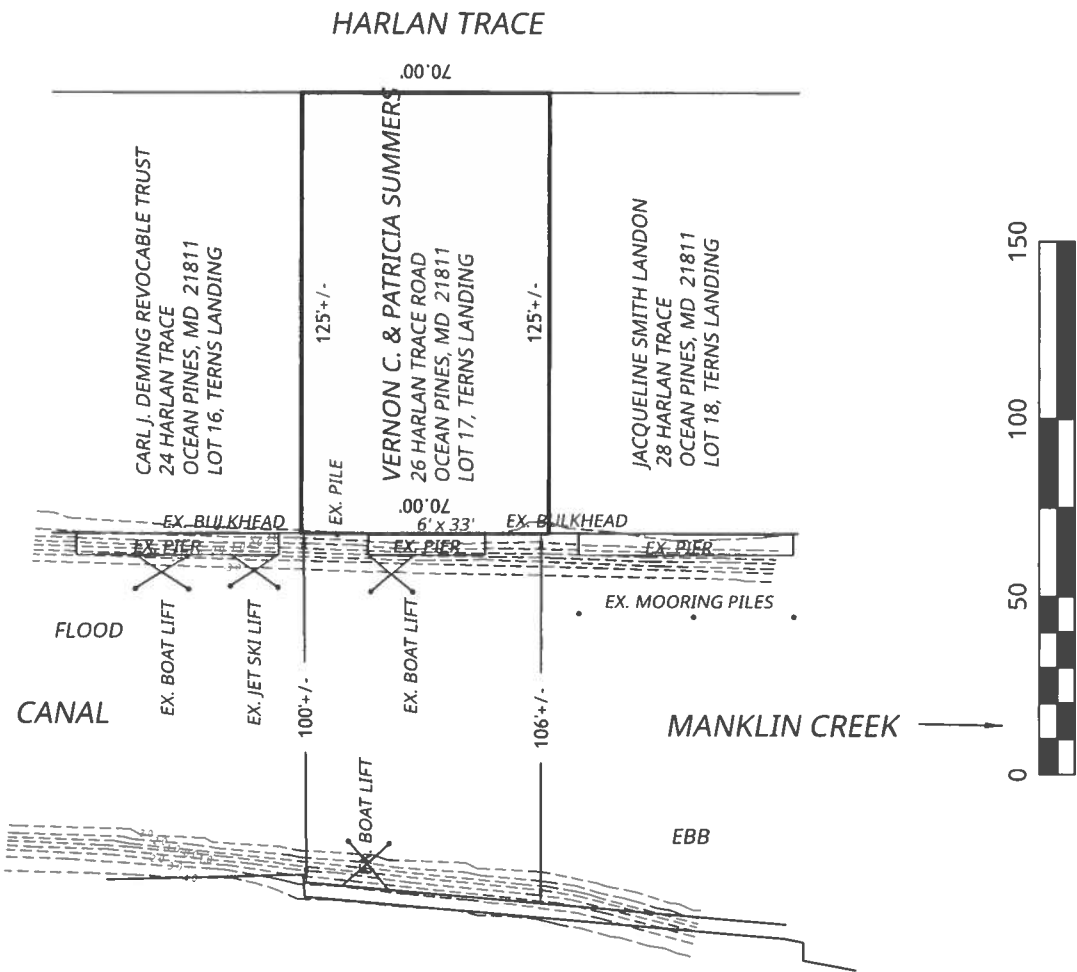 HARLAN TRACE
70.00'
CARL J. DEMING REVOCABLE TRUST
24 HARLAN TRACE
OCEAN PINES, MD 21811
LOT 16, TERNS LANDING
125'+/-
VERNON C. & PATRICIA SUMMERS
26 HARLAN TRACE ROAD
OCEAN PINES, MD 21811
LOT 17, TERNS LANDING
125'+/-
JACQUELINE SMITH LANDON
28 HARLAN TRACE
OCEAN PINES, MD 21811
LOT 18, TERNS LANDING
EX. PILE
70.00'
EX. BULKHEAD
6' x 33'
EX. BULKHEAD
EX. PIER
EX. PIER
EX. PIER
EX. MOORING PILES
FLOOD
EX. BOAT LIFT
EX. JET SKI LIFT
EX. BOAT LIFT
CANAL
100'+/-
106'+/-
MANKLIN CREEK
BOAT LIFT
EBB
150
100
50
0